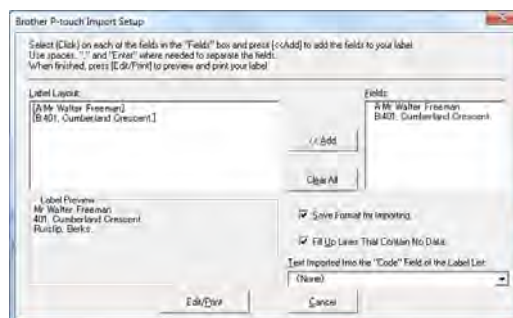 Brother P-touch Import Setup
Select (Click) on each of the fields in the "Fields" box and press [<<Add] to add the fields to your label.
Use spaces, "," and "Enter" where needed to separate the fields.
When finished, press [Edit/Print] to preview and print your label
Label Layout:
Fields:
[A:Mr Walter Freeman]
[B:401, Cumberland Crescent.]
A:Mr Walter Freeman
B:401, Cumberland Crescent.
<<Add
Clear All
Label Preview
Mr Walter Freeman
401, Cumberland Crescent.
Ruislip, Berks.
Save Format for Importing.
Fill Up Lines That Contain No Data.
Text Imported Into the "Code" Field of the Label List:
(None)
Edit/Print
Cancel